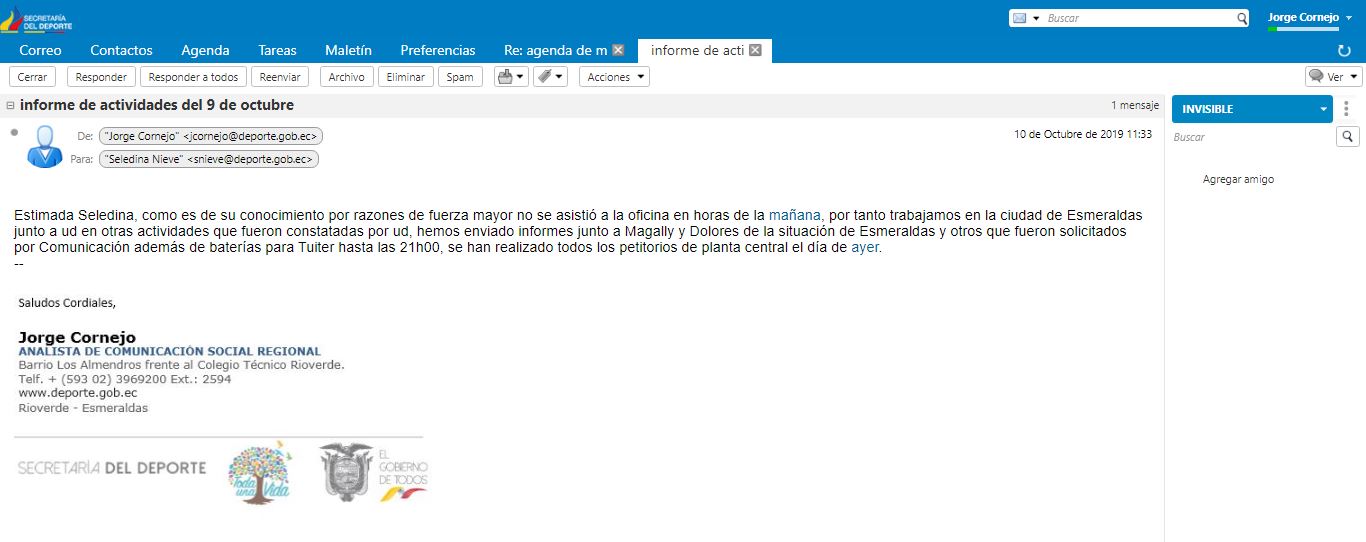 SECRETARÍA
DEL DEPORTE
Buscar
Jorge Cornejo
Correo
Contactos
Agenda
Tareas
Maletín
Preferencias
Re: agenda de m
informe de acti
Cerrar
Responder
Responder a todos
Reenviar
Archivo
Eliminar
Spam
Acciones
Ver
informe de actividades del 9 de octubre
1 mensaje
INVISIBLE
De: "Jorge Cornejo" <jcornejo@deporte.gob.ec>
10 de Octubre de 2019 11:33
Buscar
Para: "Seledina Nieve" <snieve@deporte.gob.ec>
Agregar amigo
Estimada Seledina, como es de su conocimiento por razones de fuerza mayor no se asistió a la oficina en horas de la mañana, por tanto trabajamos en la ciudad de Esmeraldas
junto a ud en otras actividades que fueron constatadas por ud, hemos enviado informes junto a Magally y Dolores de la situación de Esmeraldas y otros que fueron solicitados
por Comunicación además de baterías para Tuiter hasta las 21h00, se han realizado todos los petitorios de planta central el día de ayer.
--
Saludos Cordiales,
Jorge Cornejo
ANALISTA DE COMUNICACIÓN SOCIAL REGIONAL
Barrio Los Almendros frente al Colegio Técnico Rioverde.
Telf. + (593 02) 3969200 Ext.: 2594
www.deporte.gob.ec
Rioverde - Esmeraldas
SECRETARÍA DEL DEPORTE
Toda
una Vida
EL
GOBIERNO
DE TODOS